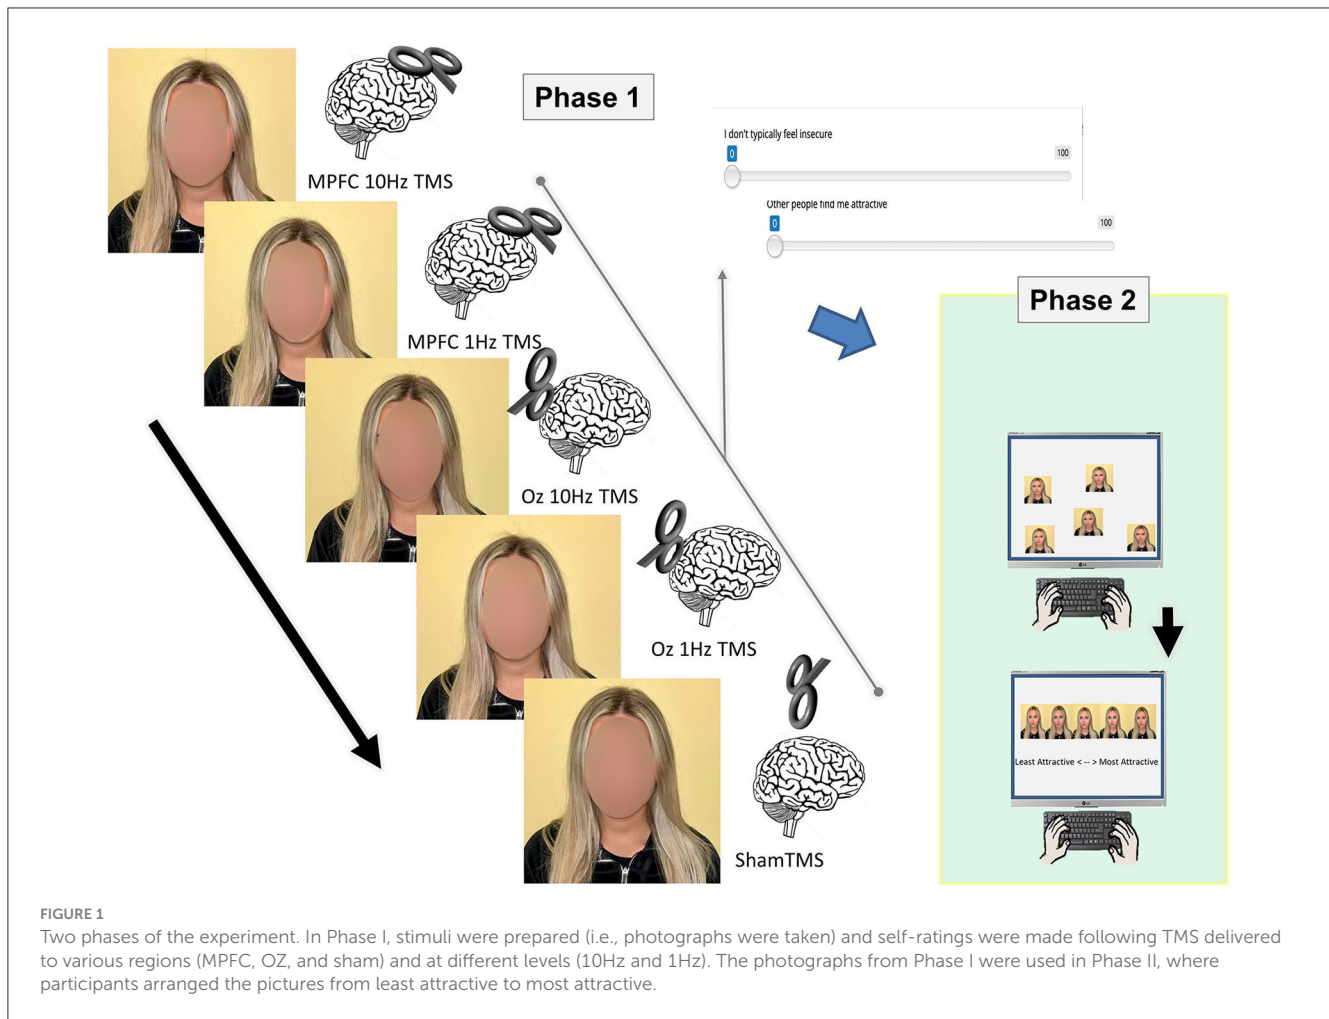 Phase 1
MPFC 10Hz TMS
I don't typically feel insecure
0
100
Other people find me attractive
0
100
MPFC 1Hz TMS
Phase 2
Oz 10Hz TMS
LG
Oz 1Hz TMS
Least Attractive < -- > Most Attractive
LG
ShamTMS
FIGURE 1
Two phases of the experiment. In Phase I, stimuli were prepared (i.e., photographs were taken) and self-ratings were made following TMS delivered
to various regions (MPFC, OZ, and sham) and at different levels (10Hz and 1Hz). The photographs from Phase I were used in Phase II, where
participants arranged the pictures from least attractive to most attractive.